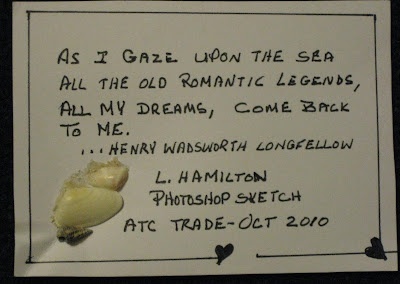 AS I GAZE UPON THE SEA
ALL THE OLD ROMANTIC LEGENDS,
ALL MY DREAMS, COME BACK
TO ME.
...HENRY WADSWORTH LONGFELLOW
L. HAMILTON
PHOTOSHOP SKETCH
ATC TRADE-OCT 2010